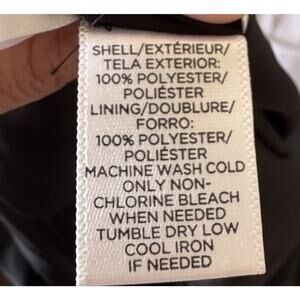 SHELL/EXTÉRIEUR/
TELA EXTERIOR:
100% POLYESTER/
POLIÉSTER
LINING/DOUBLURE/
FORRO:
100% POLYESTER/
POLIÉSTER
MACHINE WASH COLD
ONLY NON-
CHLORINE BLEACH
WHEN NEEDED
TUMBLE DRY LOW
COOL IRON
IF NEEDED